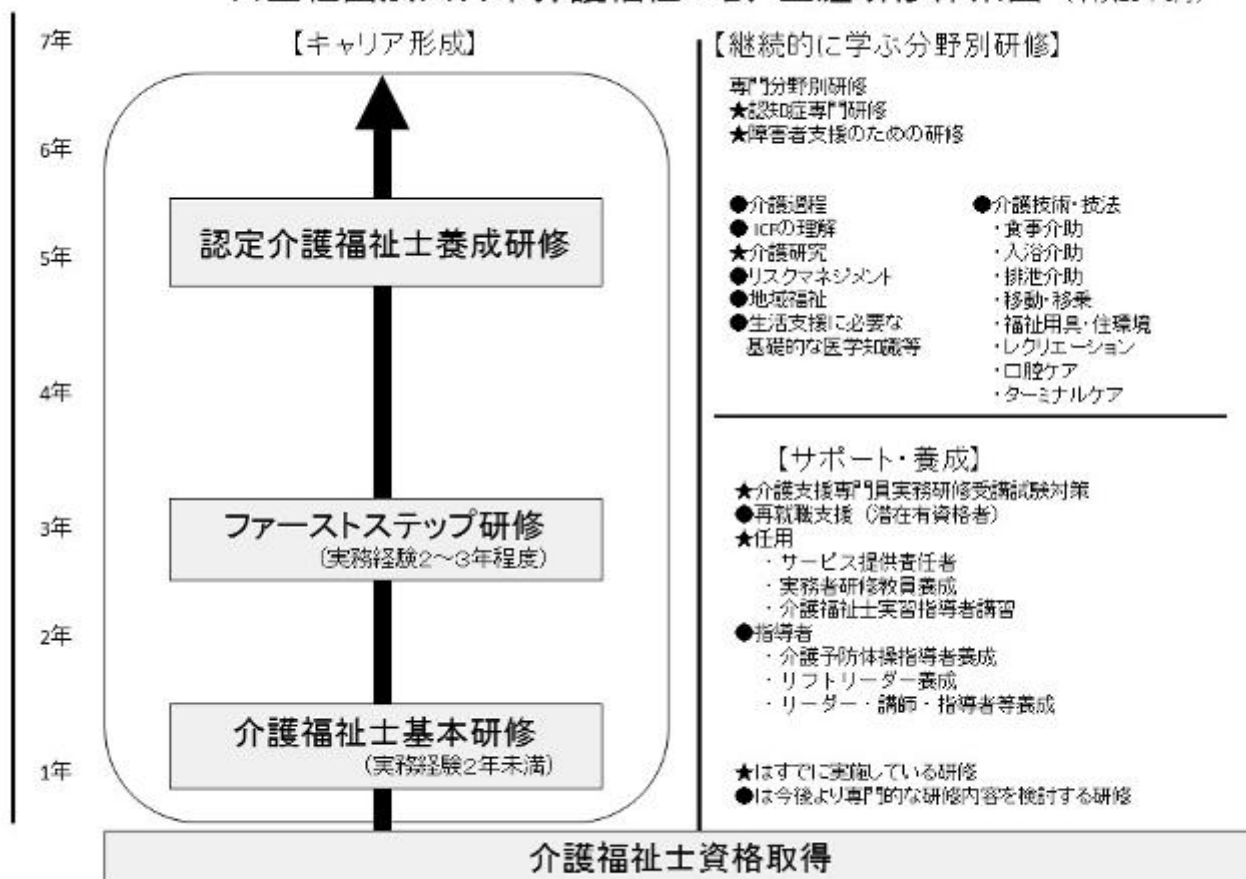 7年
6年
5年
4年
3年
2年
1年
【キャリア形成】
認定介護福祉士養成研修
ファーストステップ研修
(実務経験2～3年程度)
介護福祉士基本研修
(実務経験2年未満)
【継続的に学ぶ分野別研修】
専門分野別研修
★認知症専門研修
★障害者支援のための研修
●介護過程
●ICFの理解
★介護研究
●リスクマネジメント
●地域福祉
●生活支援に必要な
基礎的な医学知識等
●介護技術・技法
・食事介助
・入浴介助
・排泄介助
・移動・移乗
・福祉用具・住環境
・レクリエーション
・口腔ケア
・ターミナルケア
【サポート・養成】
★介護支援専門員実務研修受講試験対策
●再就職支援（潜在有資格者）
★任用
・サービス提供責任者
・実務者研修教員養成
・介護福祉士実習指導者講習
●指導者
・介護予防体操指導者養成
・リフトリーダー養成
・リーダー・講師・指導者等養成
★はすでに実施している研修
●は今後より専門的な研修内容を検討する研修
介護福祉士資格取得